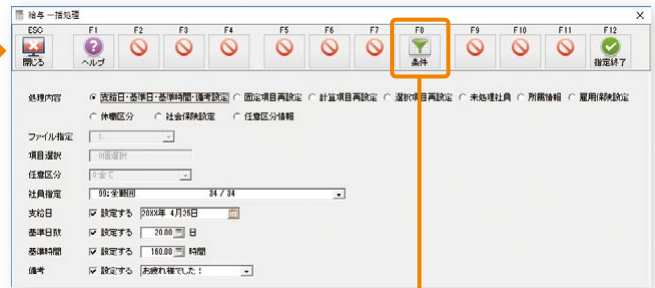 給与 一括処理
ESC F1 F2 F3 F4 F5 F6 F7 F8 F9 F10 F11 F12
閉じる ヘルプ 条件 指定終了
処理内容 支給日・基準日・基準時間・備考設定 固定項目再設定 計算項目再設定 選択項目再設定 未処理社員 所属情報 雇用保険設定
休職区分 社会保険設定 任意区分情報
ファイル指定 1:
項目選択 0個選択
任意区分 0:全て
社員指定 99:全範囲 34 / 34
支給日 設定する 20XX年 4月25日
基準日数 設定する 20.00 日
基準時間 設定する 160.00 時間
備考 設定する お疲れ様でした!